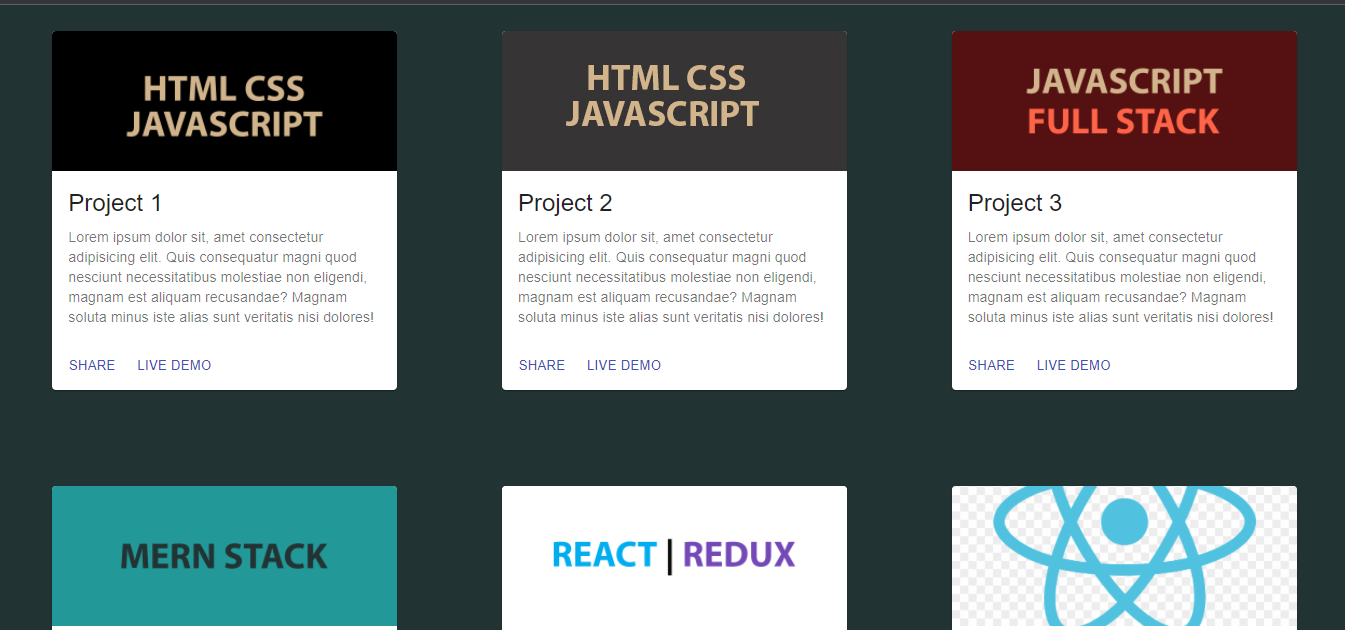 HTML CSS
JAVASCRIPT
Project 1
Lorem ipsum dolor sit, amet consectetur
adipisicing elit. Quis consequatur magni quod
nesciunt necessitatibus molestiae non eligendi,
magnam est aliquam recusandae? Magnam
soluta minus iste alias sunt veritatis nisi dolores!
SHARE LIVE DEMO
HTML CSS
JAVASCRIPT
Project 2
Lorem ipsum dolor sit, amet consectetur
adipisicing elit. Quis consequatur magni quod
nesciunt necessitatibus molestiae non eligendi,
magnam est aliquam recusandae? Magnam
soluta minus iste alias sunt veritatis nisi dolores!
SHARE LIVE DEMO
JAVASCRIPT
FULL STACK
Project 3
Lorem ipsum dolor sit, amet consectetur
adipisicing elit. Quis consequatur magni quod
nesciunt necessitatibus molestiae non eligendi,
magnam est aliquam recusandae? Magnam
soluta minus iste alias sunt veritatis nisi dolores!
SHARE LIVE DEMO
MERN STACK
REACT | REDUX